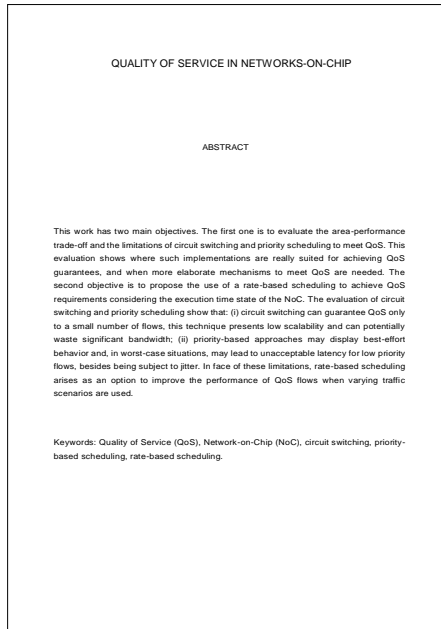 QUALITY OF SERVICE IN NETWORKS-ON-CHIP
ABSTRACT
This work has two main objectives. The first one is to evaluate the area-performance
trade-off and the limitations of circuit switching and priority scheduling to meet QoS. This
evaluation shows where such implementations are really suited for achieving QoS
guarantees, and when more elaborate mechanisms to meet QoS are needed. The
second objective is to propose the use of a rate-based scheduling to achieve QoS
requirements considering the execution time state of the NoC. The evaluation of circuit
switching and priority scheduling show that: (i) circuit switching can guarantee QoS only
to a small number of flows, this technique presents low scalability and can potentially
waste significant bandwidth; (ii) priority-based approaches may display best-effort
behavior and, in worst-case situations, may lead to unacceptable latency for low priority
flows, besides being subject to jitter. In face of these limitations, rate-based scheduling
arises as an option to improve the performance of QoS flows when varying traffic
scenarios are used.
Keywords: Quality of Service (QoS), Network-on-Chip (NoC), circuit switching, priority-
based scheduling, rate-based scheduling.